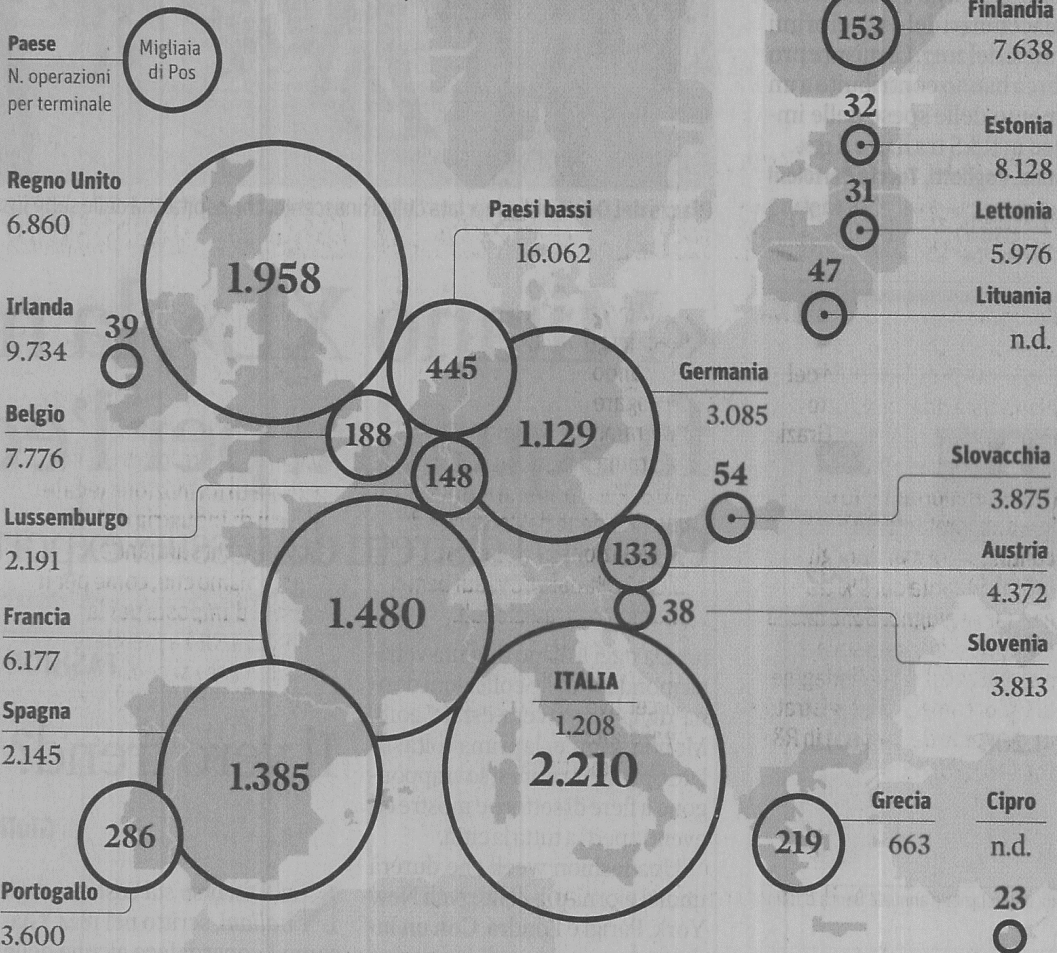 Paese
N. operazioni
per terminale
Migliaia
di Pos
Regno Unito
6.860
1.958
Irlanda
9.734
39
Paesi bassi
16.062
445
Belgio
7.776
188
Lussemburgo
2.191
148
Germania
3.085
1.129
Francia
6.177
1.480
Spagna
2.145
1.385
Portogallo
3.600
286
ITALIA
1.208
2.210
Finlandia
7.638
153
Estonia
8.128
32
Lettonia
5.976
31
Lituania
n.d.
47
Slovacchia
3.875
54
Austria
4.372
133
Slovenia
3.813
38
Grecia
663
219
Cipro
n.d.
23